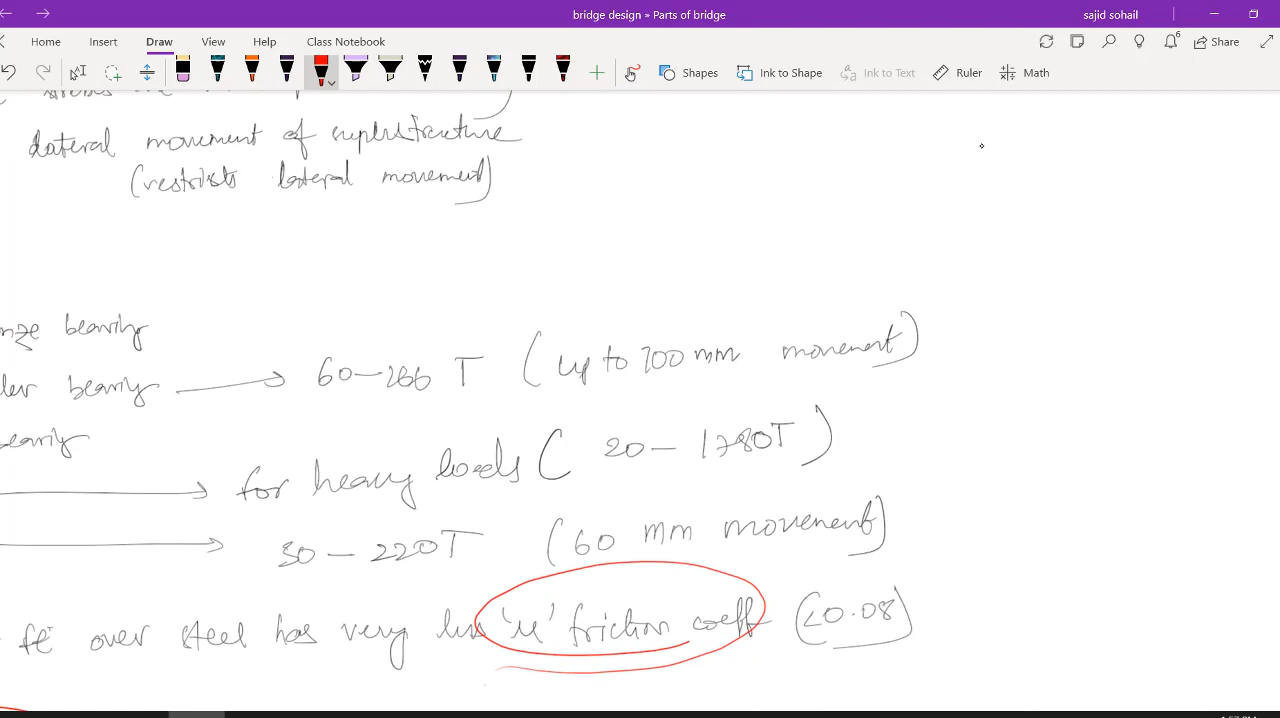 bridge design » Parts of bridge
sajid sohail
Home Insert Draw View Help Class Notebook
6
Share
Shapes Ink to Shape Ink to Text Ruler Math
lateral movement of superstructure
(restricts lateral movement)
bearing
bearing → 60–266 T (up to 100 mm movement)
bearing
→ for heavy loads (20–1780T)
→ 30–220T (60 mm movement)
over steel has very low 'μ' friction coeff (<0.08)